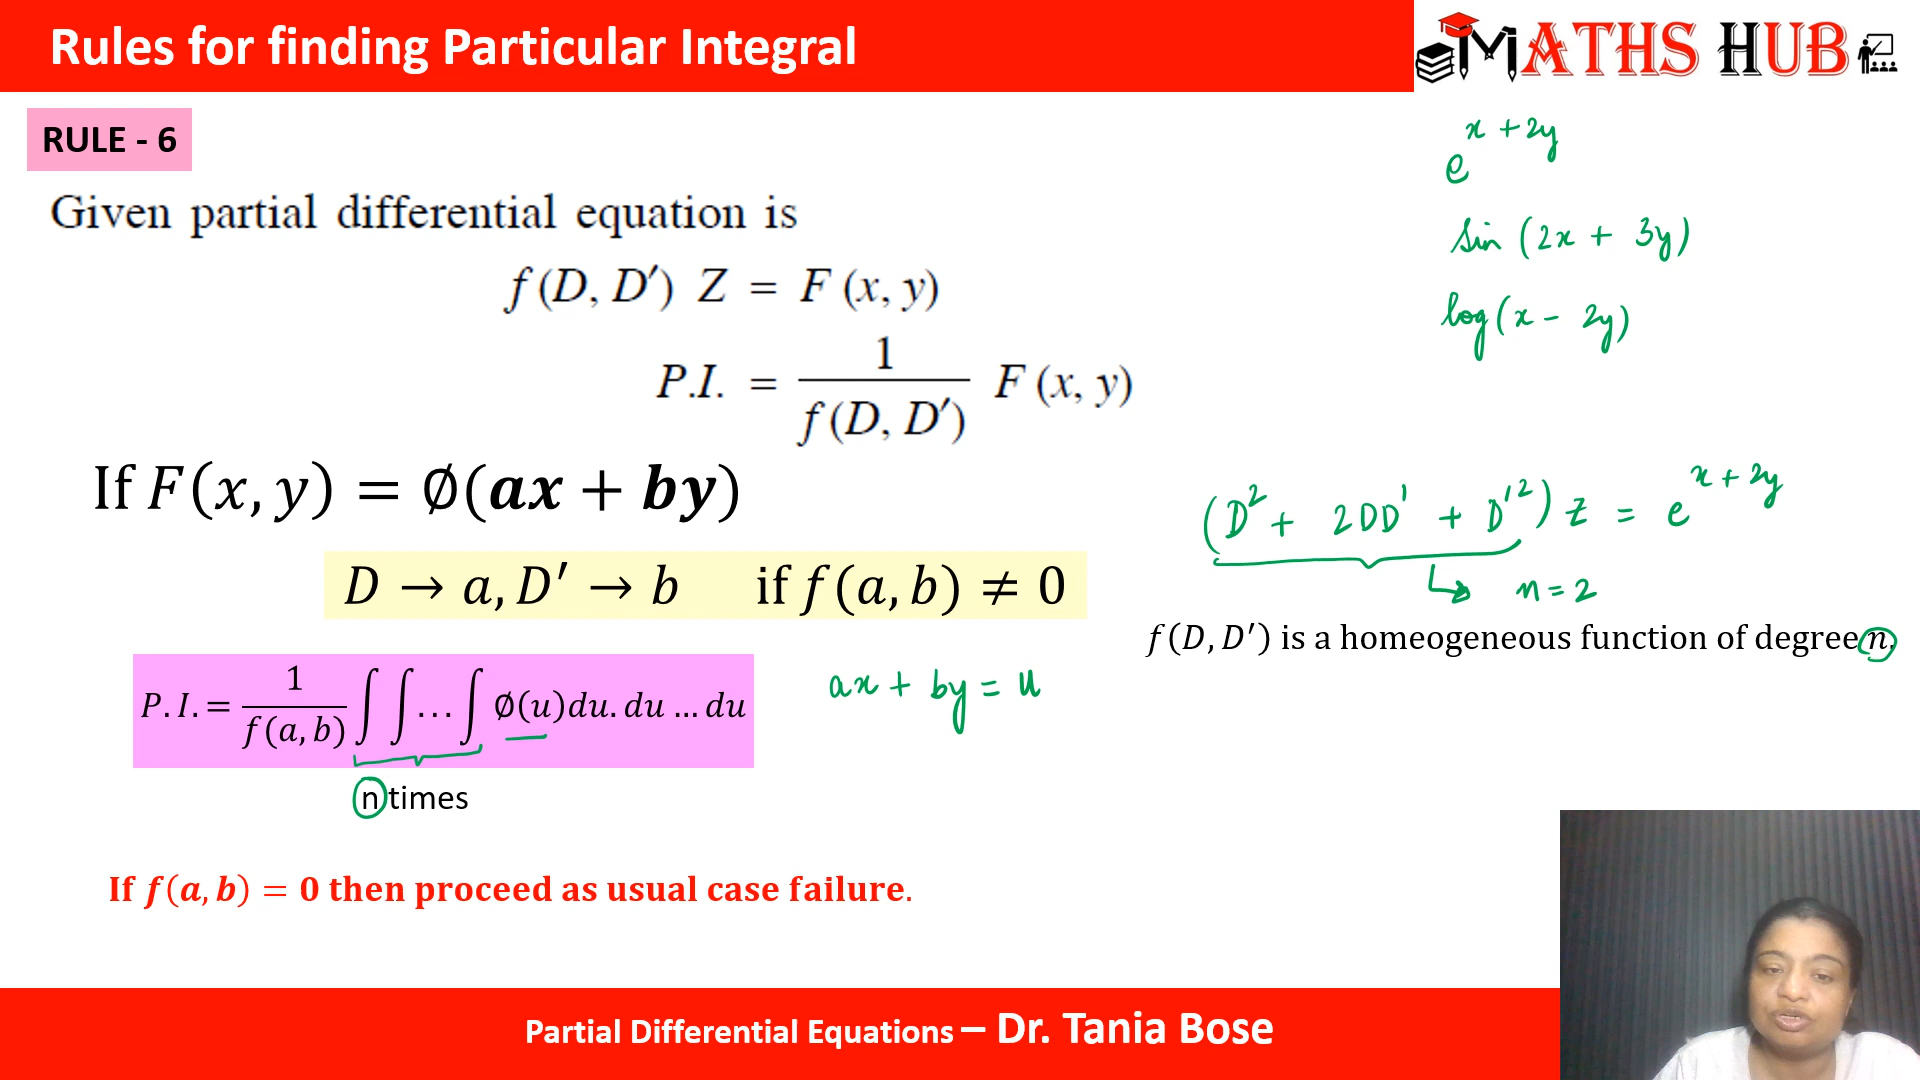 Rules for finding Particular Integral
MATHS HUB
RULE - 6
Given partial differential equation is
f (D, D′) Z = F (x, y)
P.I. = 1 / f (D, D′) F (x, y)
If F(x, y) = ∅(ax + by)
D → a, D′ → b if f(a, b) ≠ 0
P. I. = 1 / f(a, b) ∫ ∫ … ∫ ∅(u)du. du … du
n times
ax + by = u
If f(a, b) = 0 then proceed as usual case failure.
e^{x + 2y}
sin (2x + 3y)
log (x - 2y)
(D² + 2DD' + D'²) Z = e^{x + 2y}
↳ n = 2
f(D, D′) is a homeogeneous function of degree n.
Partial Differential Equations – Dr. Tania Bose